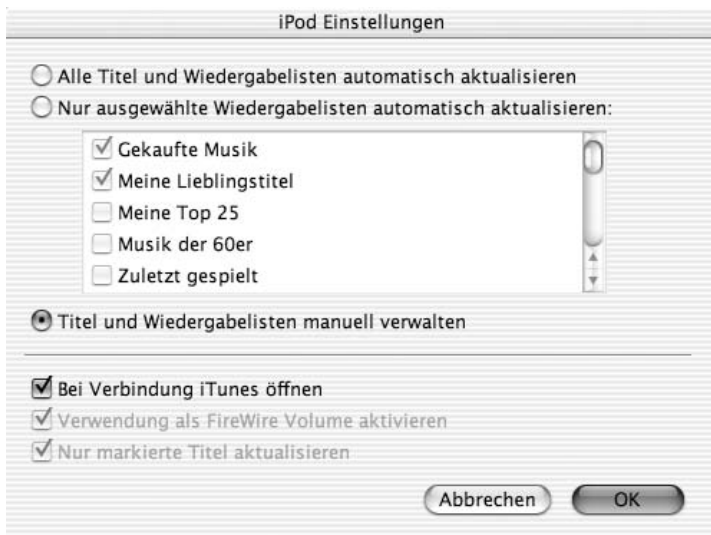 iPod Einstellungen
Alle Titel und Wiedergabelisten automatisch aktualisieren
Nur ausgewählte Wiedergabelisten automatisch aktualisieren:
Gekaufte Musik
Meine Lieblingstitel
Meine Top 25
Musik der 60er
Zuletzt gespielt
Titel und Wiedergabelisten manuell verwalten
Bei Verbindung iTunes öffnen
Verwendung als FireWire Volume aktivieren
Nur markierte Titel aktualisieren
Abbrechen OK